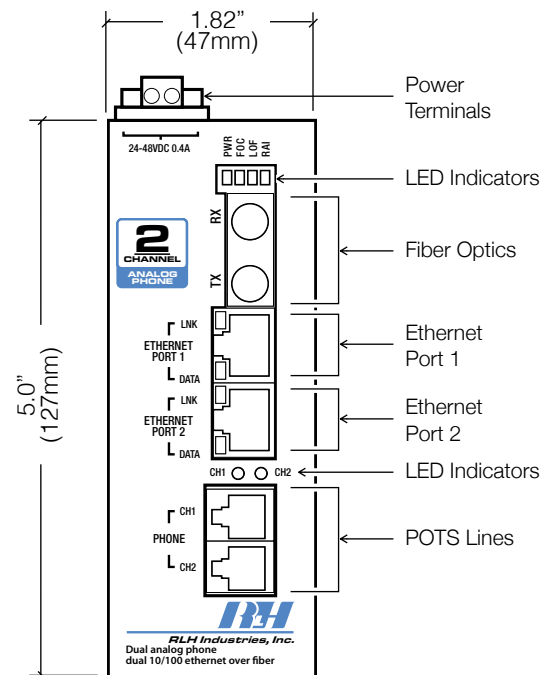 1.82”
(47mm)
Power
Terminals
24-48VDC 0.4A
PWR
FOC
LOF
RAI
LED Indicators
RX
2
CHANNEL
ANALOG
PHONE
Fiber Optics
TX
LNK
ETHERNET
PORT 1
DATA
Ethernet
Port 1
5.0”
(127mm)
LNK
ETHERNET
PORT 2
DATA
Ethernet
Port 2
CH1 CH2
LED Indicators
CH1
PHONE
CH2
POTS Lines
RLH
RLH Industries, Inc.
Dual analog phone
dual 10/100 ethernet over fiber